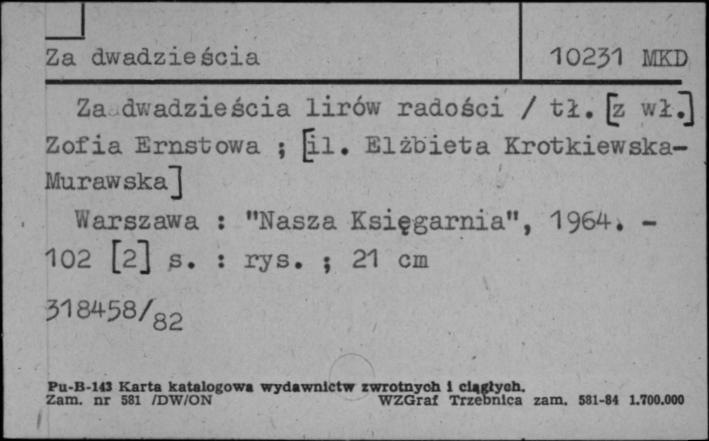 Za dwadzieścia 10231 MKD
Za dwadzieścia lirów radości / tł. [z wł.]
Zofia Ernstowa ; [il. Elżbieta Krotkiewska-
Murawska]
Warszawa : "Nasza Księgarnia", 1964. -
102 [2] s. : rys. ; 21 cm
318458/82
Pu-B-143 Karta katalogowa wydawnictw zwrotnych i ciągłych.
Zam. nr 581 /DW/ON WZGraf Trzebnica zam. 581-84 1.700.000